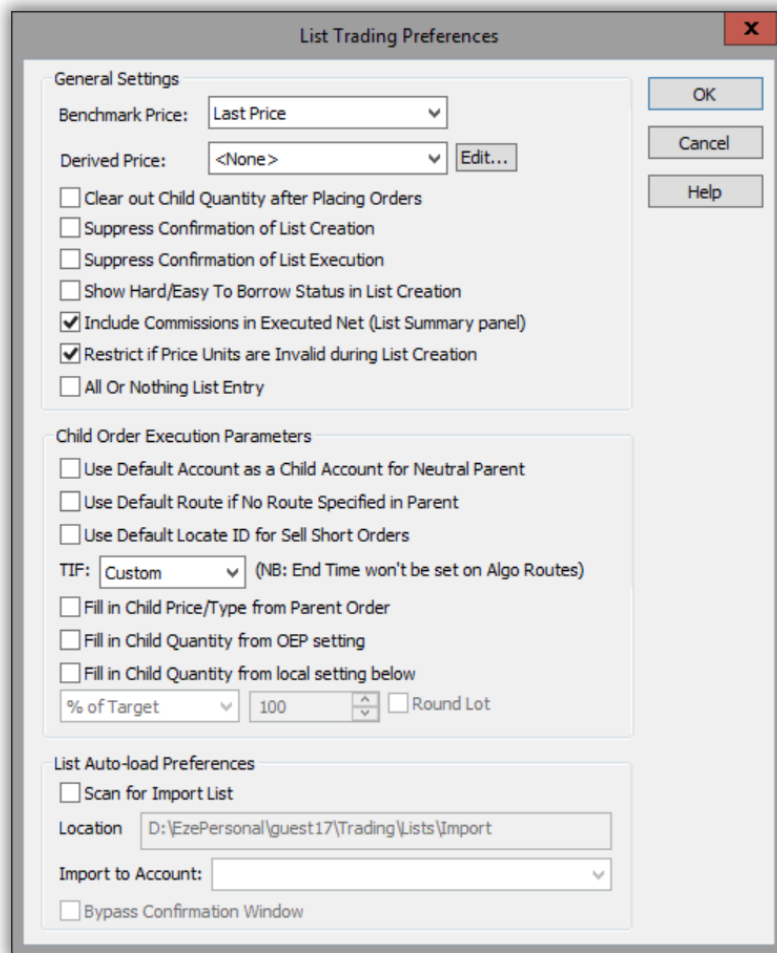 List Trading Preferences
x
General Settings
Benchmark Price: Last Price
OK
Derived Price: <None> Edit...
Cancel
Clear out Child Quantity after Placing Orders
Help
Suppress Confirmation of List Creation
Suppress Confirmation of List Execution
Show Hard/Easy To Borrow Status in List Creation
Include Commissions in Executed Net (List Summary panel)
Restrict if Price Units are Invalid during List Creation
All Or Nothing List Entry
Child Order Execution Parameters
Use Default Account as a Child Account for Neutral Parent
Use Default Route if No Route Specified in Parent
Use Default Locate ID for Sell Short Orders
TIF: Custom (NB: End Time won't be set on Algo Routes)
Fill in Child Price/Type from Parent Order
Fill in Child Quantity from OEP setting
Fill in Child Quantity from local setting below
% of Target 100 Round Lot
List Auto-load Preferences
Scan for Import List
Location D:\EzePersonal\guest17\Trading\Lists\Import
Import to Account:
Bypass Confirmation Window